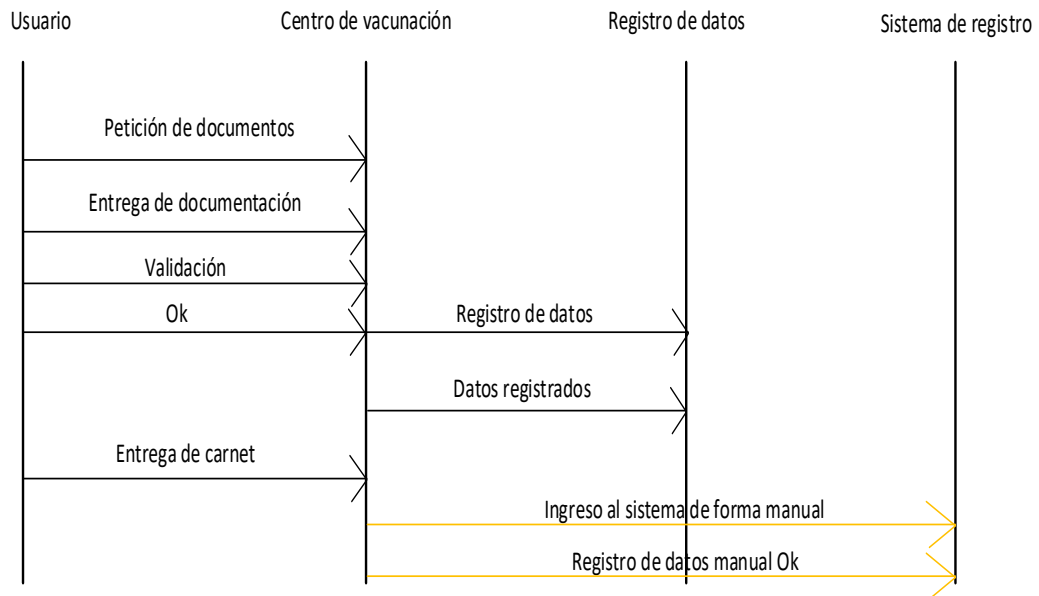 Usuario
Centro de vacunación
Registro de datos
Sistema de registro
Petición de documentos
Entrega de documentación
Validación
Ok
Registro de datos
Datos registrados
Entrega de carnet
Ingreso al sistema de forma manual
Registro de datos manual Ok